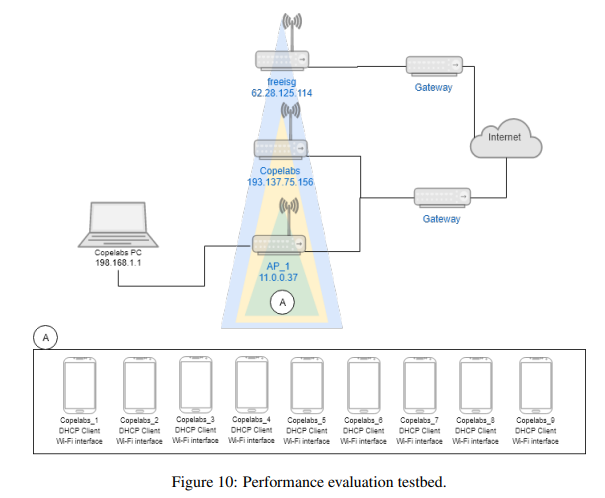 freeisg
62.28.125.114
Gateway
Internet
Copelabs
193.137.75.156
Gateway
Copelabs PC
198.168.1.1
AP_1
11.0.0.37
A
A
Copelabs_1 Copelabs_2 Copelabs_3 Copelabs_4 Copelabs_5 Copelabs_6 Copelabs_7 Copelabs_8 Copelabs_9
DHCP Client DHCP Client DHCP Client DHCP Client DHCP Client DHCP Client DHCP Client DHCP Client DHCP Client
Wi-Fi interface Wi-Fi interface Wi-Fi interface Wi-Fi interface Wi-Fi interface Wi-Fi interface Wi-Fi interface Wi-Fi interface Wi-Fi interface
Figure 10: Performance evaluation testbed.